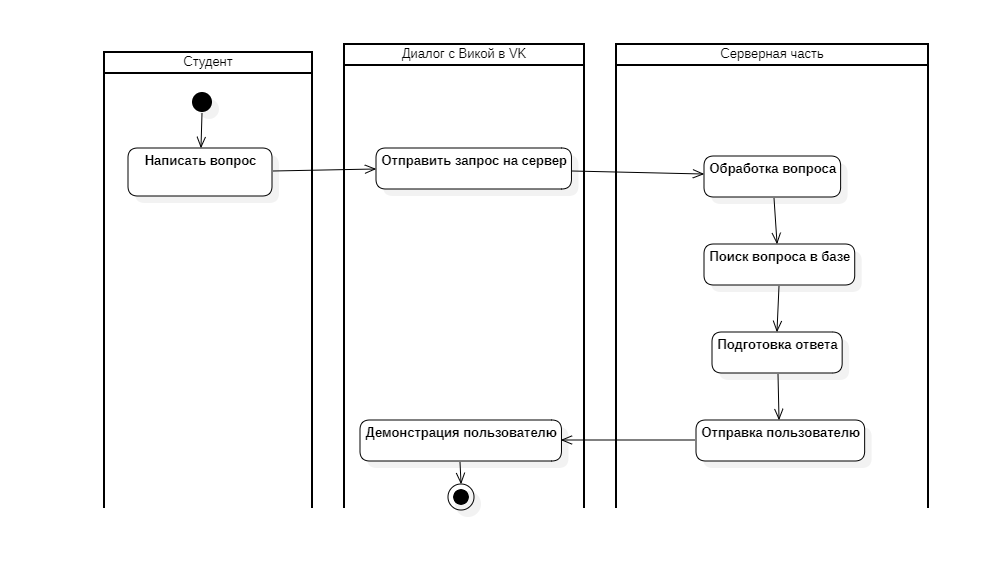 Студент
Диалог с Викой в VK
Серверная часть
Написать вопрос
Отправить запрос на сервер
Обработка вопроса
Поиск вопроса в базе
Подготовка ответа
Демонстрация пользователю
Отправка пользователю